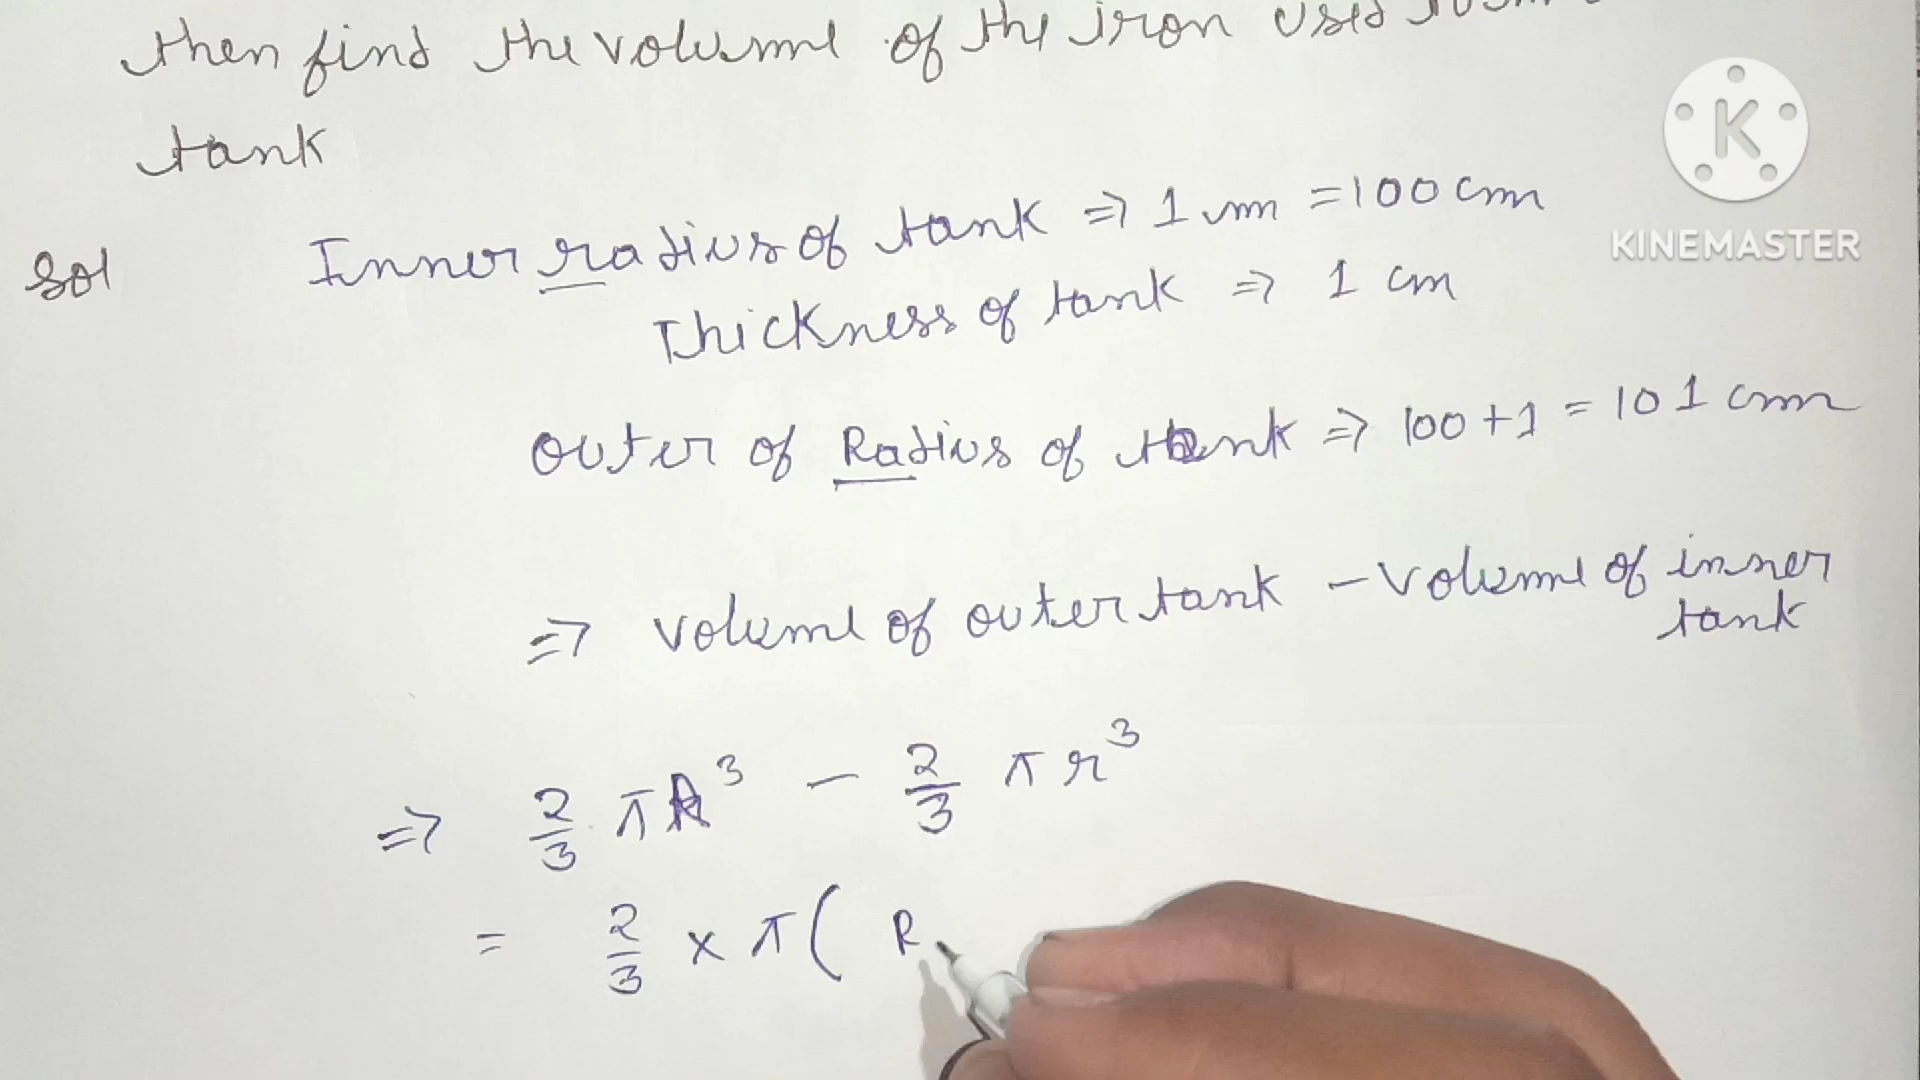 then find the volume of the iron used
tank
Sol Inner radius of tank ⇒ 1 m = 100 cm
Thickness of tank ⇒ 1 cm
outer of Radius of tank ⇒ 100 + 1 = 101 cm
⇒ volume of outer tank - volume of inner
tank
⇒ 2/3 πR³ - 2/3 πr³
= 2/3 × π( R
K
KINEMASTER